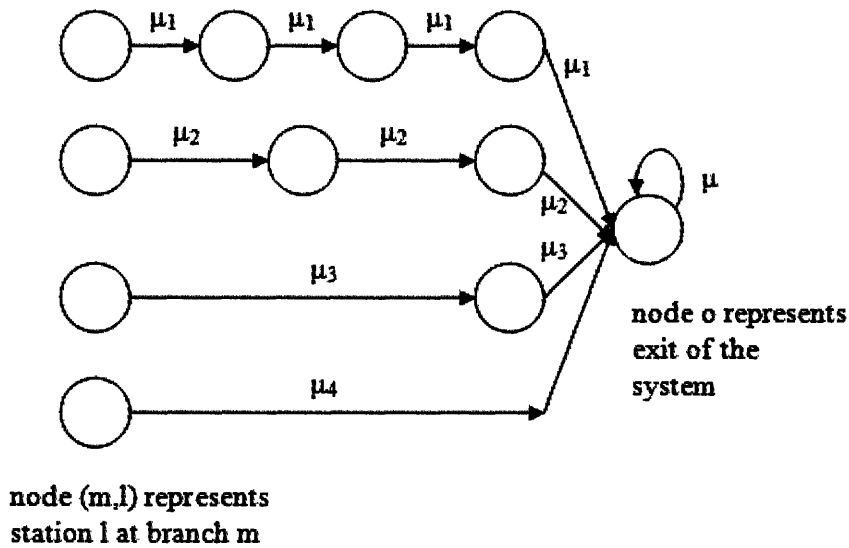 μ1 μ1 μ1
μ1
μ2 μ2
μ
μ2
μ3 μ3
node o represents
exit of the
system
μ4
node (m,l) represents
station l at branch m